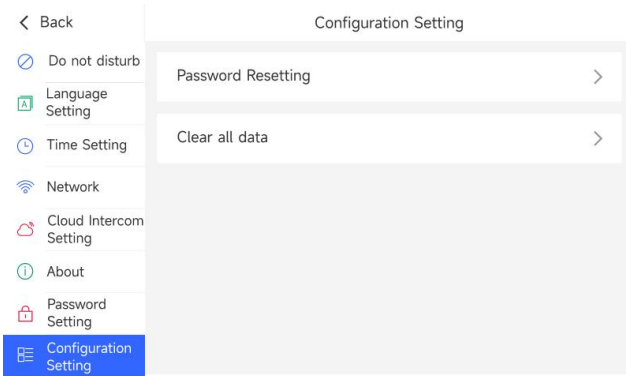 Back
Configuration Setting
Do not disturb
Language
Setting
Time Setting
Network
Cloud Intercom
Setting
About
Password
Setting
Configuration
Setting
Password Resetting
Clear all data